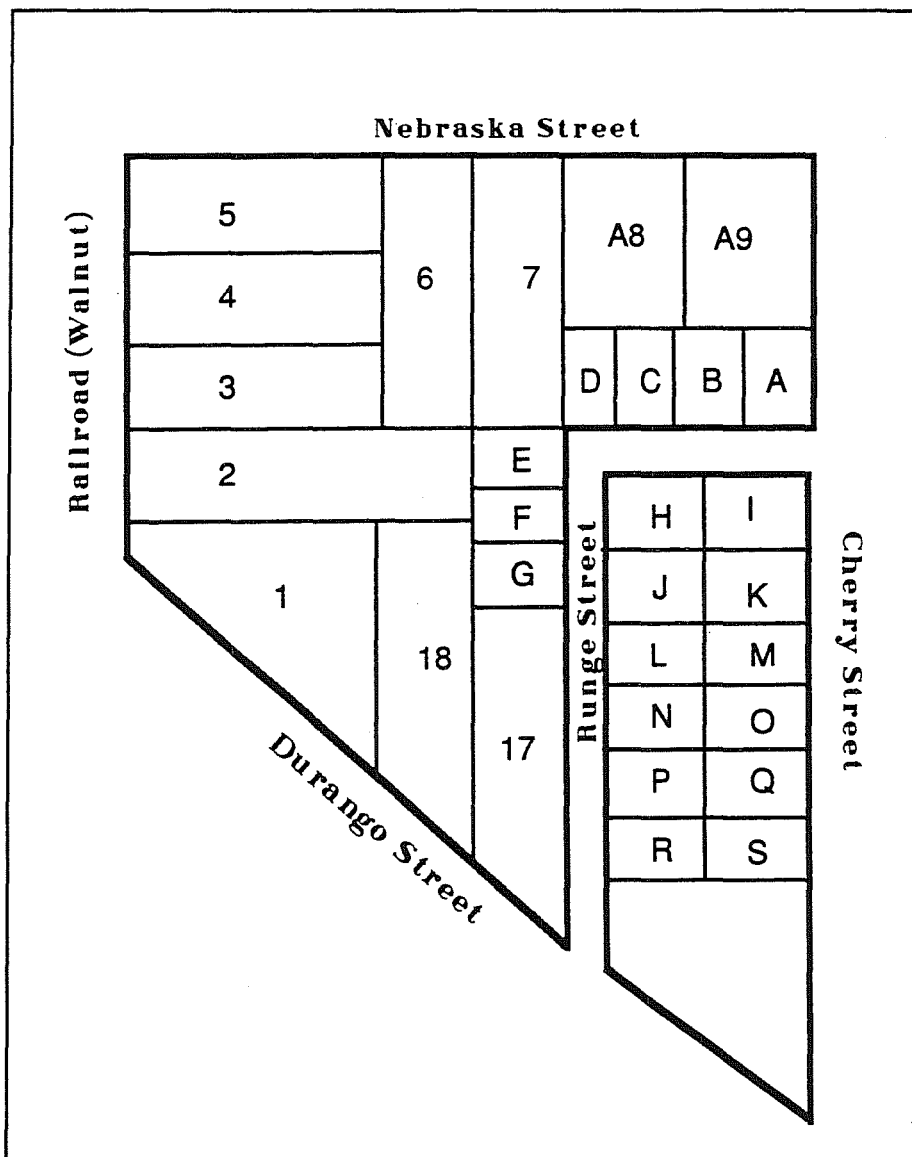 Nebraska Street
Railroad (Walnut)
5
4
3
2
1
6
7
18
17
A8
A9
D
C
B
A
E
F
G
Runge Street
H
I
J
K
L
M
N
O
P
Q
R
S
Cherry Street
Durango Street